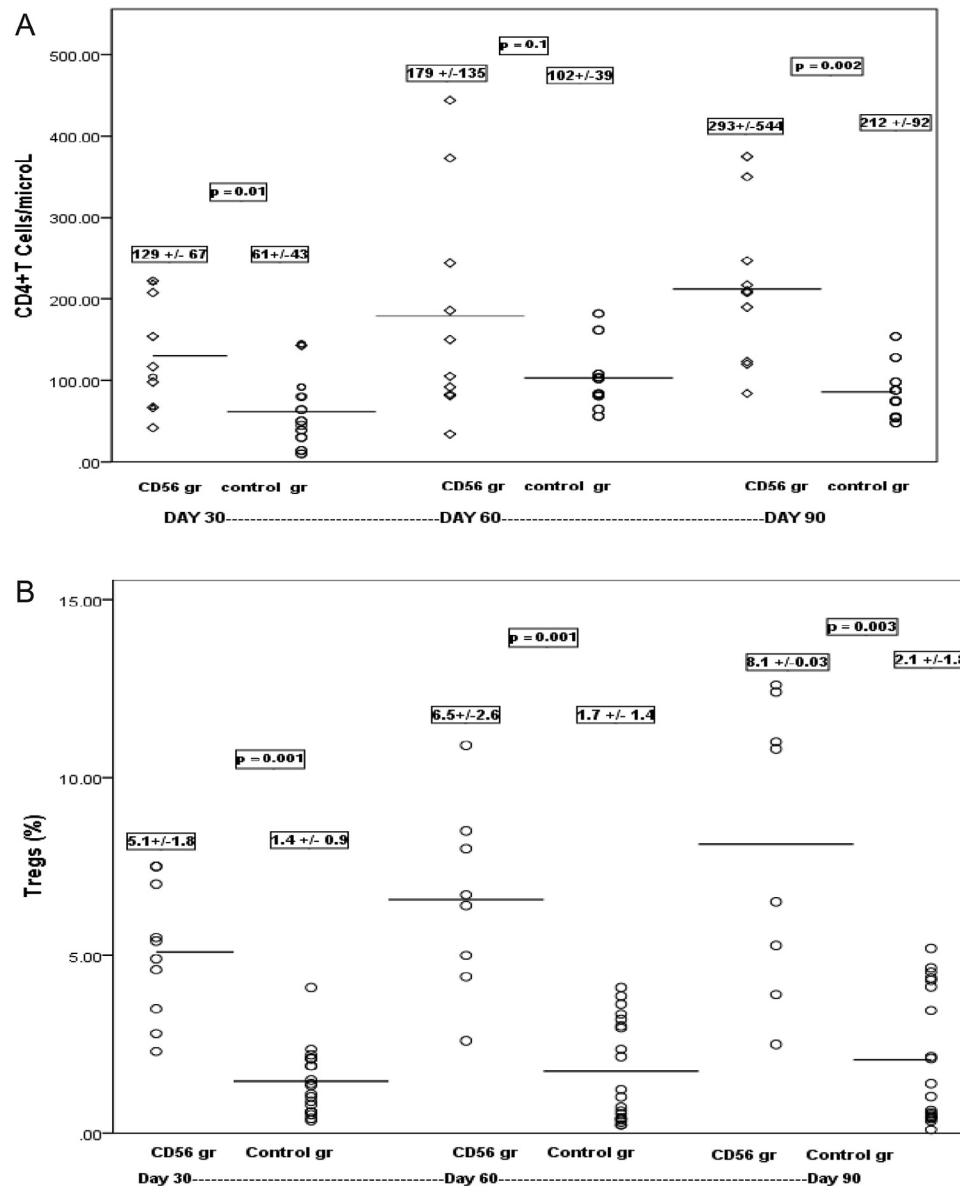 A
p = 0.1
500.00
179 +/-135
102+/-39
p = 0.002
400.00
293+/-544
212 +/-92
CD4+T Cells/microL
300.00
p = 0.01
129 +/- 67
61+/-43
200.00
100.00
.00
CD56 gr control gr CD56 gr control gr CD56 gr control gr
DAY 30------------------------------DAY 60------------------------------------DAY 90
B
15.00
p = 0.003
p = 0.001
8.1 +/-0.03
2.1 +/-1.8
6.5+/-2.6
1.7 +/- 1.4
p = 0.001
10.00
5.1+/-1.8
1.4 +/- 0.9
Tregs (%)
5.00
.00
CD56 gr Control gr CD56 gr Control gr CD56 gr Control gr
Day 30--------------------------------------Day 60------------------------------------------------Day 90